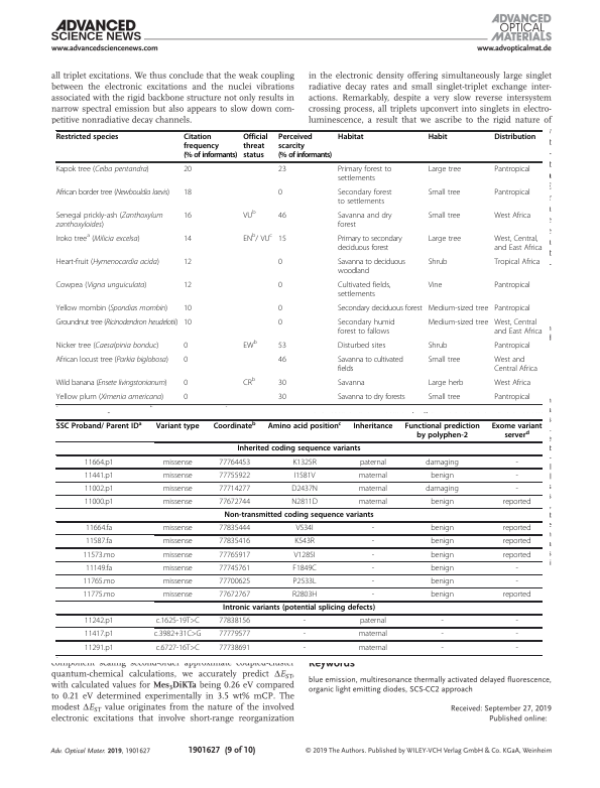 ADVANCED
SCIENCE NEWS
www.advancedsciencenews.com
ADVANCED
OPTICAL
MATERIALS
www.advopticalmat.de
all triplet excitations. We thus conclude that the weak coupling
between the electronic excitations and the nuclei vibrations
associated with the rigid backbone structure not only results in
narrow spectral emission but also appears to slow down com-
petitive nonradiative decay channels.
in the electronic density offering simultaneously large singlet
radiative decay rates and small singlet-triplet exchange inter-
actions. Remarkably, despite a very slow reverse intersystem
crossing process, all triplets upconvert into singlets in electro-
luminescence, a result that we ascribe to the rigid nature of
Restricted species Citation frequency (% of informants) Official threat status Perceived scarcity (% of informants) Habitat Habit Distribution
Kapok tree (Ceiba pentandra) 20 23 Primary forest to settlements Large tree Pantropical
African border tree (Newbouldia laevis) 18 0 Secondary forest to settlements Small tree Pantropical
Senegal prickly-ash (Zanthoxylum zanthoxyloides) 16 VUb 46 Savanna and dry forest Small tree West Africa
Iroko treea (Milicia excelsa) 14 ENb/ VUc 15 Primary to secondary deciduous forest Large tree West, Central, and East Africa
Heart-fruit (Hymenocardia acida) 12 0 Savanna to deciduous woodland Shrub Tropical Africa
Cowpea (Vigna unguiculata) 12 0 Cultivated fields, settlements Vine Pantropical
Yellow mombin (Spondias mombin) 10 0 Secondary deciduous forest Medium-sized tree Pantropical
Groundnut tree (Ricinodendron heudelotii) 10 0 Secondary humid forest to fallows Medium-sized tree West, Central and East Africa
Nicker tree (Caesalpinia bonduc) 0 EWb 53 Disturbed sites Shrub Pantropical
African locust tree (Parkia biglobosa) 0 46 Savanna to cultivated fields Small tree West and Central Africa
Wild banana (Ensete livingstonianum) 0 CRb 30 Savanna Large herb West Africa
Yellow plum (Ximenia americana) 0 30 Savanna to dry forests Small tree Pantropical
SSC Proband/ Parent IDa Variant type Coordinateb Amino acid positionc Inheritance Functional prediction by polyphen-2 Exome variant serverd
Inherited coding sequence variants
11664.p1 missense 77764453 K1325R paternal damaging -
11441.p1 missense 77755922 I1581V maternal benign -
11002.p1 missense 77714277 D2437N maternal damaging -
11000.p1 missense 77672744 N2811D maternal benign reported
Non-transmitted coding sequence variants
11664.fa missense 77835444 V534I - benign reported
11587.fa missense 77835416 K543R - benign reported
11573.mo missense 77765917 V1285I - benign reported
11149.fa missense 77745761 F1849C - benign -
11765.mo missense 77700625 P2533L - benign -
11775.mo missense 77672767 R2803H - benign reported
Intronic variants (potential splicing defects)
11242.p1 c.1625-19T>C 77838156 - paternal - -
11417.p1 c.3982+31C>G 77779577 - maternal - -
11291.p1 c.6727-16T>C 77738691 - maternal - -
component scaling second-order approximate coupled-cluster
quantum-chemical calculations, we accurately predict ΔEST,
with calculated values for Mes3DiKTa being 0.26 eV compared
to 0.21 eV determined experimentally in 3.5 wt% mCP. The
modest ΔEST value originates from the nature of the involved
electronic excitations that involve short-range reorganization
Keywords
blue emission, multiresonance thermally activated delayed fluorescence,
organic light emitting diodes, SCS-CC2 approach
Received: September 27, 2019
Published online:
Adv. Optical Mater. 2019, 1901627
1901627 (9 of 10)
© 2019 The Authors. Published by WILEY-VCH Verlag GmbH & Co. KGaA, Weinheim